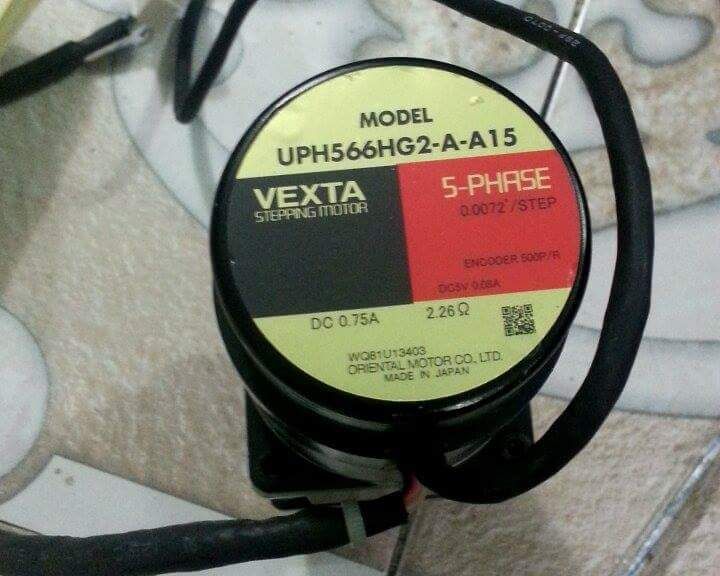 MODEL
UPH566HG2-A-A15
VEXTA
STEPPING MOTOR
5-PHASE
0.0072°/STEP
ENCODER 500P/R
DC5V 0.08A
DC 0.75A 2.26Ω
WQ81U13403
ORIENTAL MOTOR CO., LTD.
MADE IN JAPAN